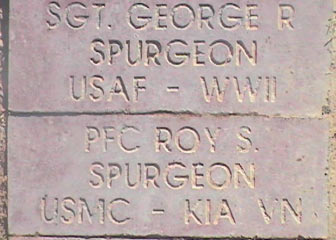 SGT. GEORGE R
SPURGEON
USAF - WWII
PFC ROY S.
SPURGEON
USMC - KIA VN